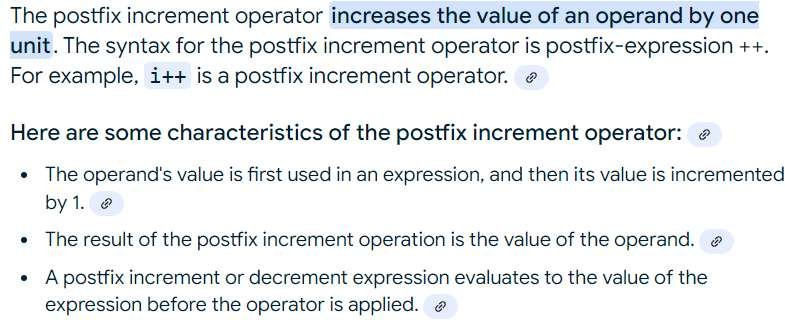 The postfix increment operator increases the value of an operand by one
unit. The syntax for the postfix increment operator is postfix-expression ++.
For example, i++ is a postfix increment operator.
Here are some characteristics of the postfix increment operator:
• The operand's value is first used in an expression, and then its value is incremented
by 1.
• The result of the postfix increment operation is the value of the operand.
• A postfix increment or decrement expression evaluates to the value of the
expression before the operator is applied.